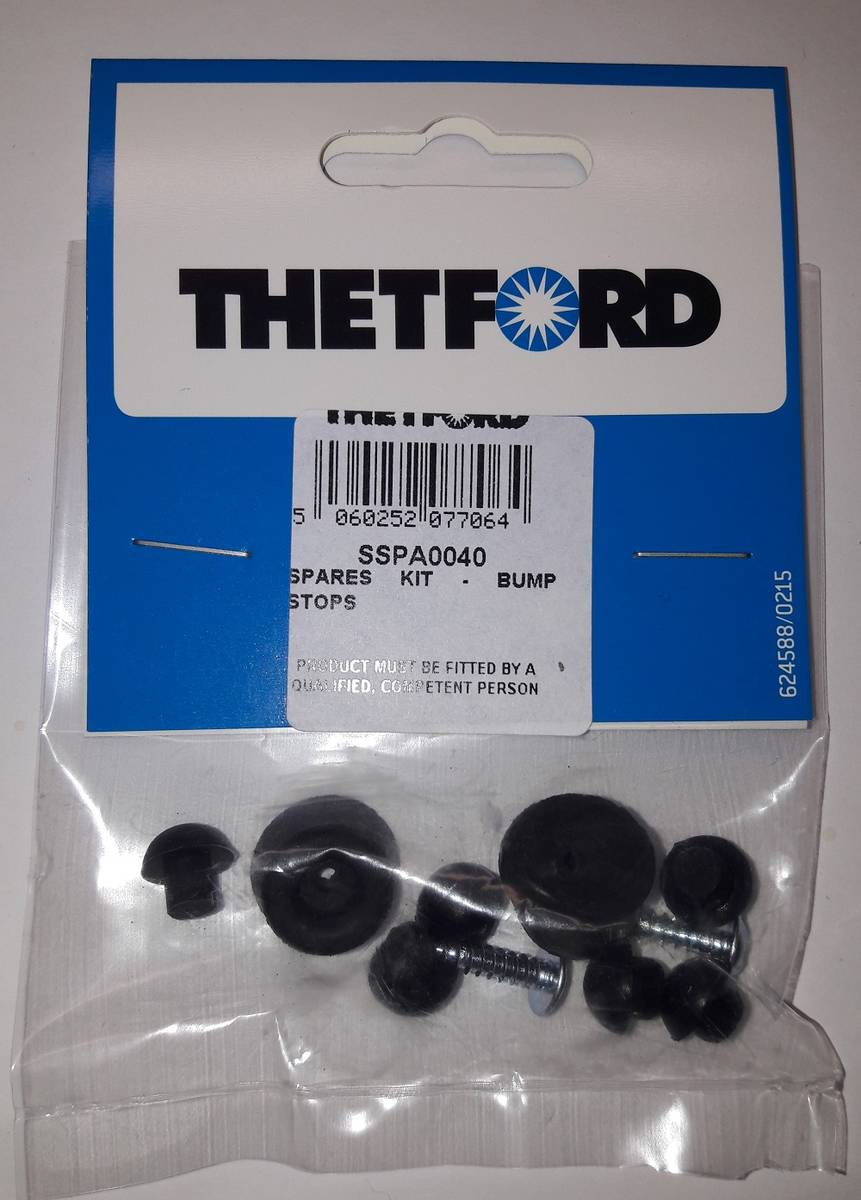 THETFORD
THETFORD
5 060252 077064
SSPA0040
SPARES KIT - BUMP
STOPS
PRODUCT MUST BE FITTED BY A
QUALIFIED, COMPETENT PERSON
624588/0215